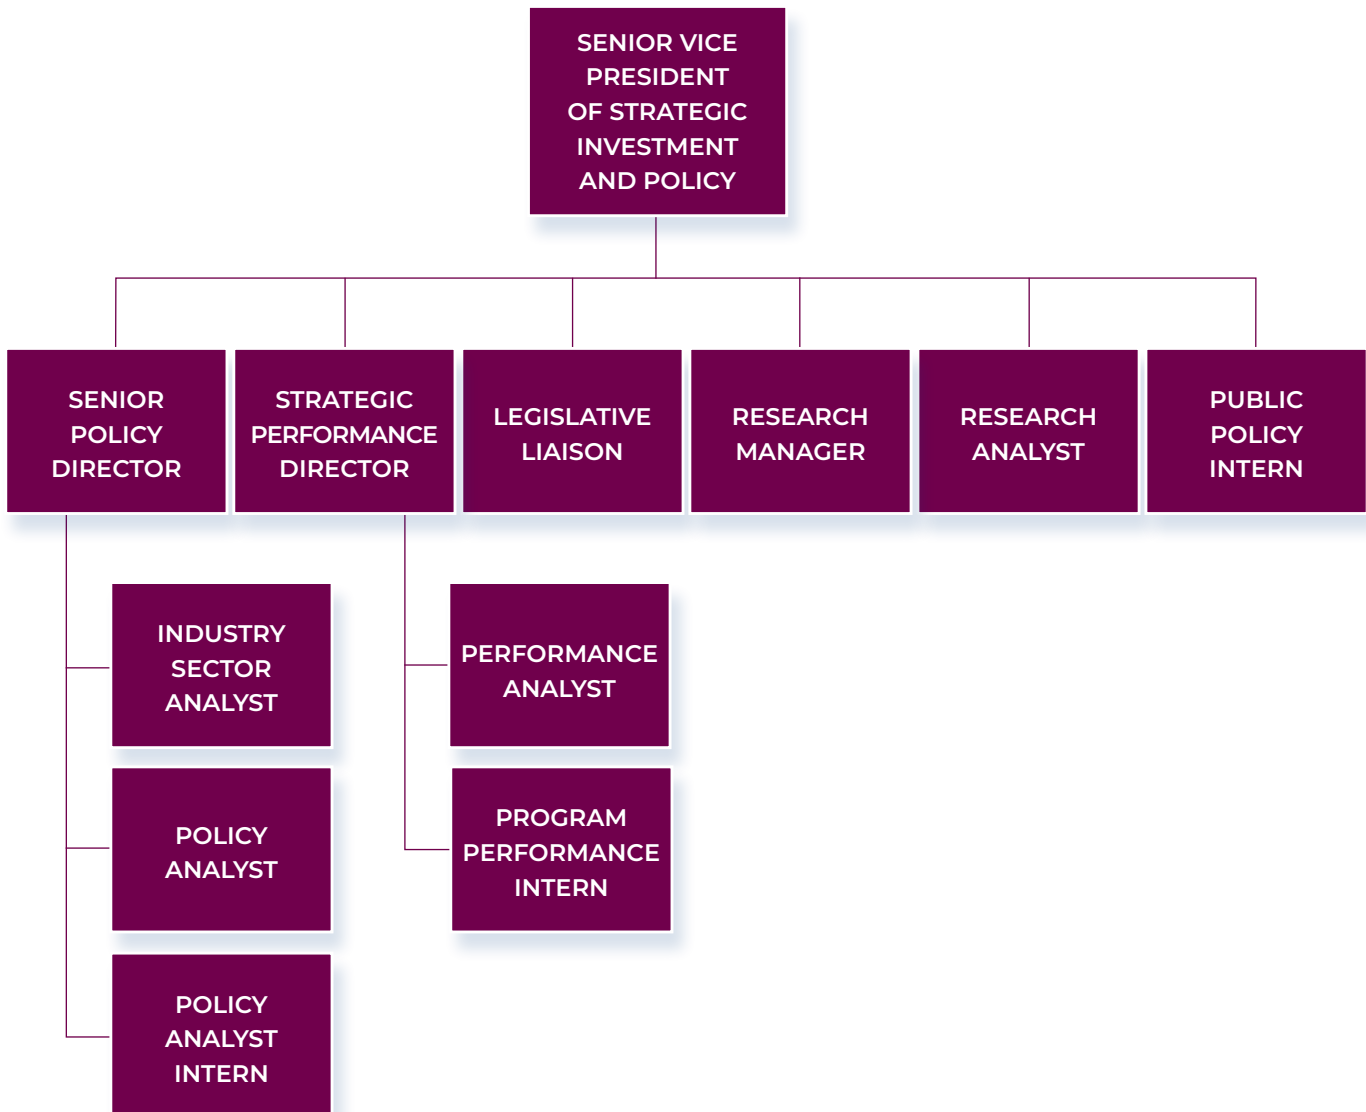 SENIOR VICE
PRESIDENT
OF STRATEGIC
INVESTMENT
AND POLICY
SENIOR
POLICY
DIRECTOR
STRATEGIC
PERFORMANCE
DIRECTOR
LEGISLATIVE
LIAISON
RESEARCH
MANAGER
RESEARCH
ANALYST
PUBLIC
POLICY
INTERN
INDUSTRY
SECTOR
ANALYST
POLICY
ANALYST
POLICY
ANALYST
INTERN
PERFORMANCE
ANALYST
PROGRAM
PERFORMANCE
INTERN